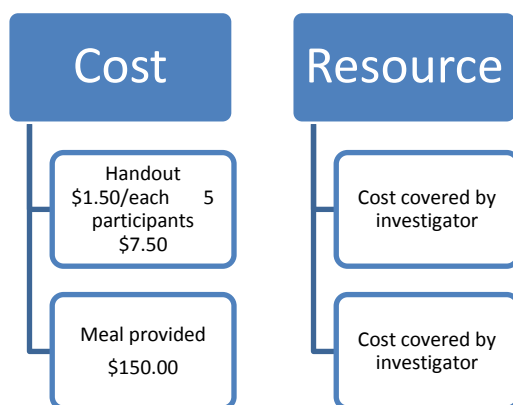 Cost
Handout
$1.50/each 5
participants
$7.50
Meal provided
$150.00
Resource
Cost covered by
investigator
Cost covered by
investigator